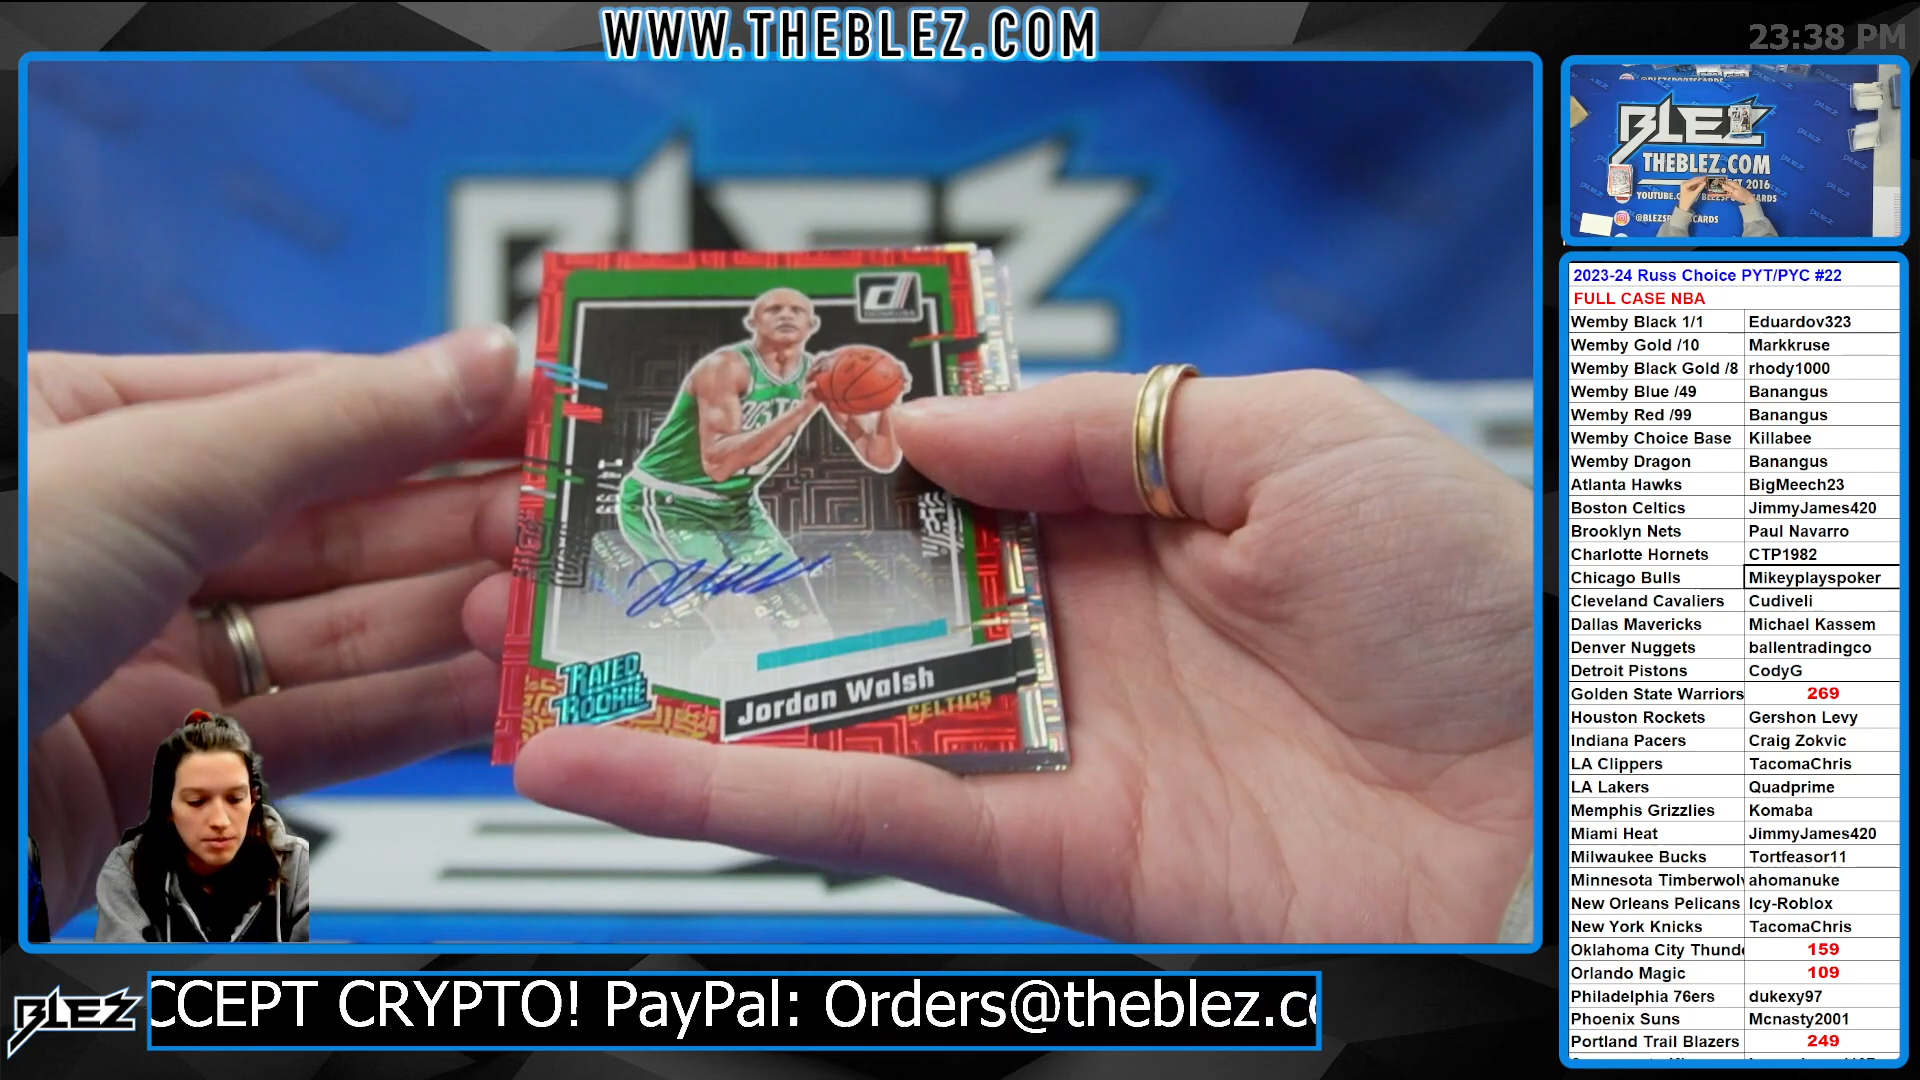 WWW.THEBLEZ.COM
23:38 PM
BLEZ
DONRUSS
RATED
ROOKIE
Jordan Walsh
CELTICS
BLEZ
THEBLEZ.COM
2016
BLEZ
CCEPT CRYPTO! PayPal: Orders@theblez.c
2023-24 Russ Choice PYT/PYC #22
FULL CASE NBA
Wemby Black 1/1 Eduardov323
Wemby Gold /10 Markkruse
Wemby Black Gold /8 rhody1000
Wemby Blue /49 Banangus
Wemby Red /99 Banangus
Wemby Choice Base Killabee
Wemby Dragon Banangus
Atlanta Hawks BigMeech23
Boston Celtics JimmyJames420
Brooklyn Nets Paul Navarro
Charlotte Hornets CTP1982
Chicago Bulls Mikeyplayspoker
Cleveland Cavaliers Cudiveli
Dallas Mavericks Michael Kassem
Denver Nuggets ballentradingco
Detroit Pistons CodyG
Golden State Warriors 269
Houston Rockets Gershon Levy
Indiana Pacers Craig Zokvic
LA Clippers TacomaChris
LA Lakers Quadprime
Memphis Grizzlies Komaba
Miami Heat JimmyJames420
Milwaukee Bucks Tortfeasor11
Minnesota Timberwolv ahomanuke
New Orleans Pelicans Icy-Roblox
New York Knicks TacomaChris
Oklahoma City Thund 159
Orlando Magic 109
Philadelphia 76ers dukexy97
Phoenix Suns Mcnasty2001
Portland Trail Blazers 249